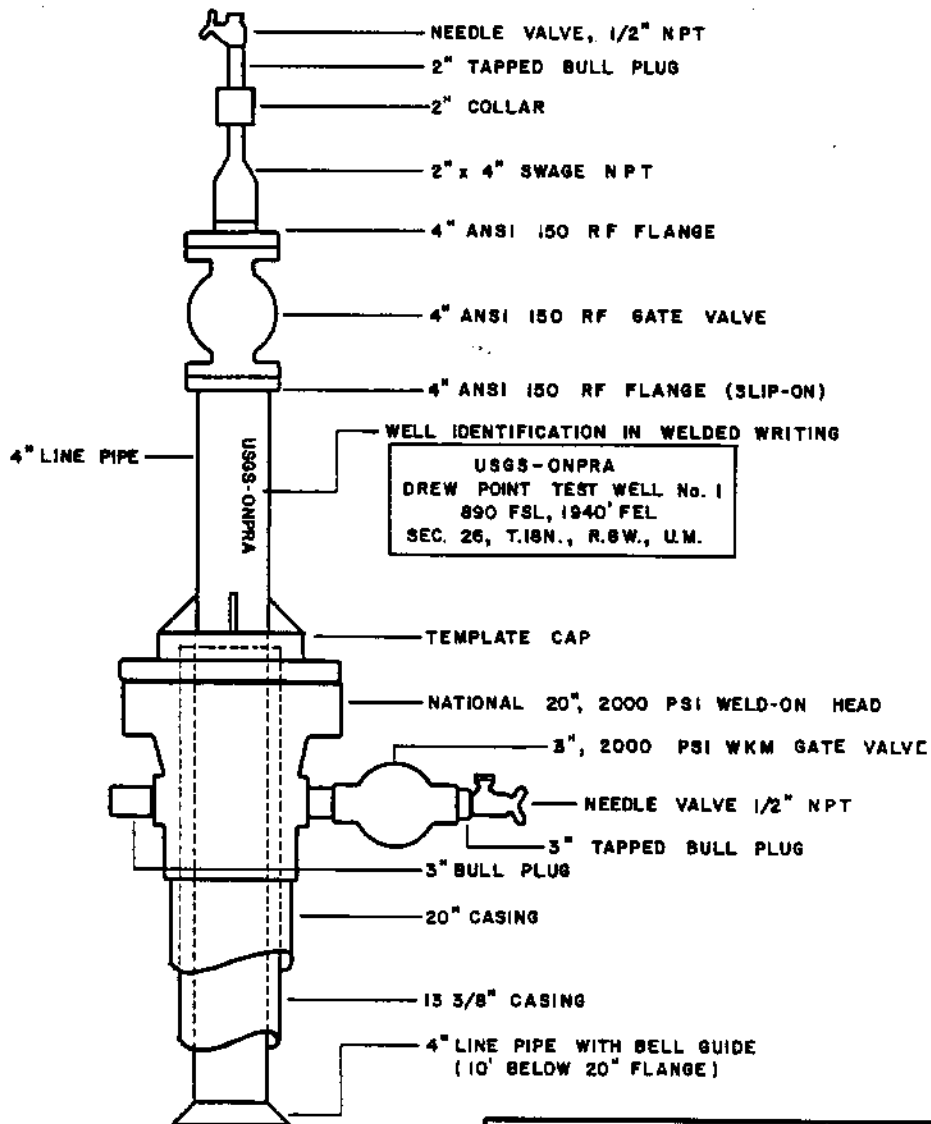 NEEDLE VALVE, 1/2" NPT
2" TAPPED BULL PLUG
2" COLLAR
2" x 4" SWAGE NPT
4" ANSI 150 RF FLANGE
4" ANSI 150 RF GATE VALVE
4" ANSI 150 RF FLANGE (SLIP-ON)
WELL IDENTIFICATION IN WELDED WRITING
4" LINE PIPE
USGS-ONPRA
USGS-ONPRA
DREW POINT TEST WELL No. 1
890 FSL, 1940' FEL
SEC. 26, T.18N., R.8W., U.M.
TEMPLATE CAP
NATIONAL 20", 2000 PSI WELD-ON HEAD
3", 2000 PSI WKM GATE VALVE
NEEDLE VALVE 1/2" NPT
3" TAPPED BULL PLUG
3" BULL PLUG
20" CASING
13 3/8" CASING
4" LINE PIPE WITH BELL GUIDE
(10' BELOW 20" FLANGE)